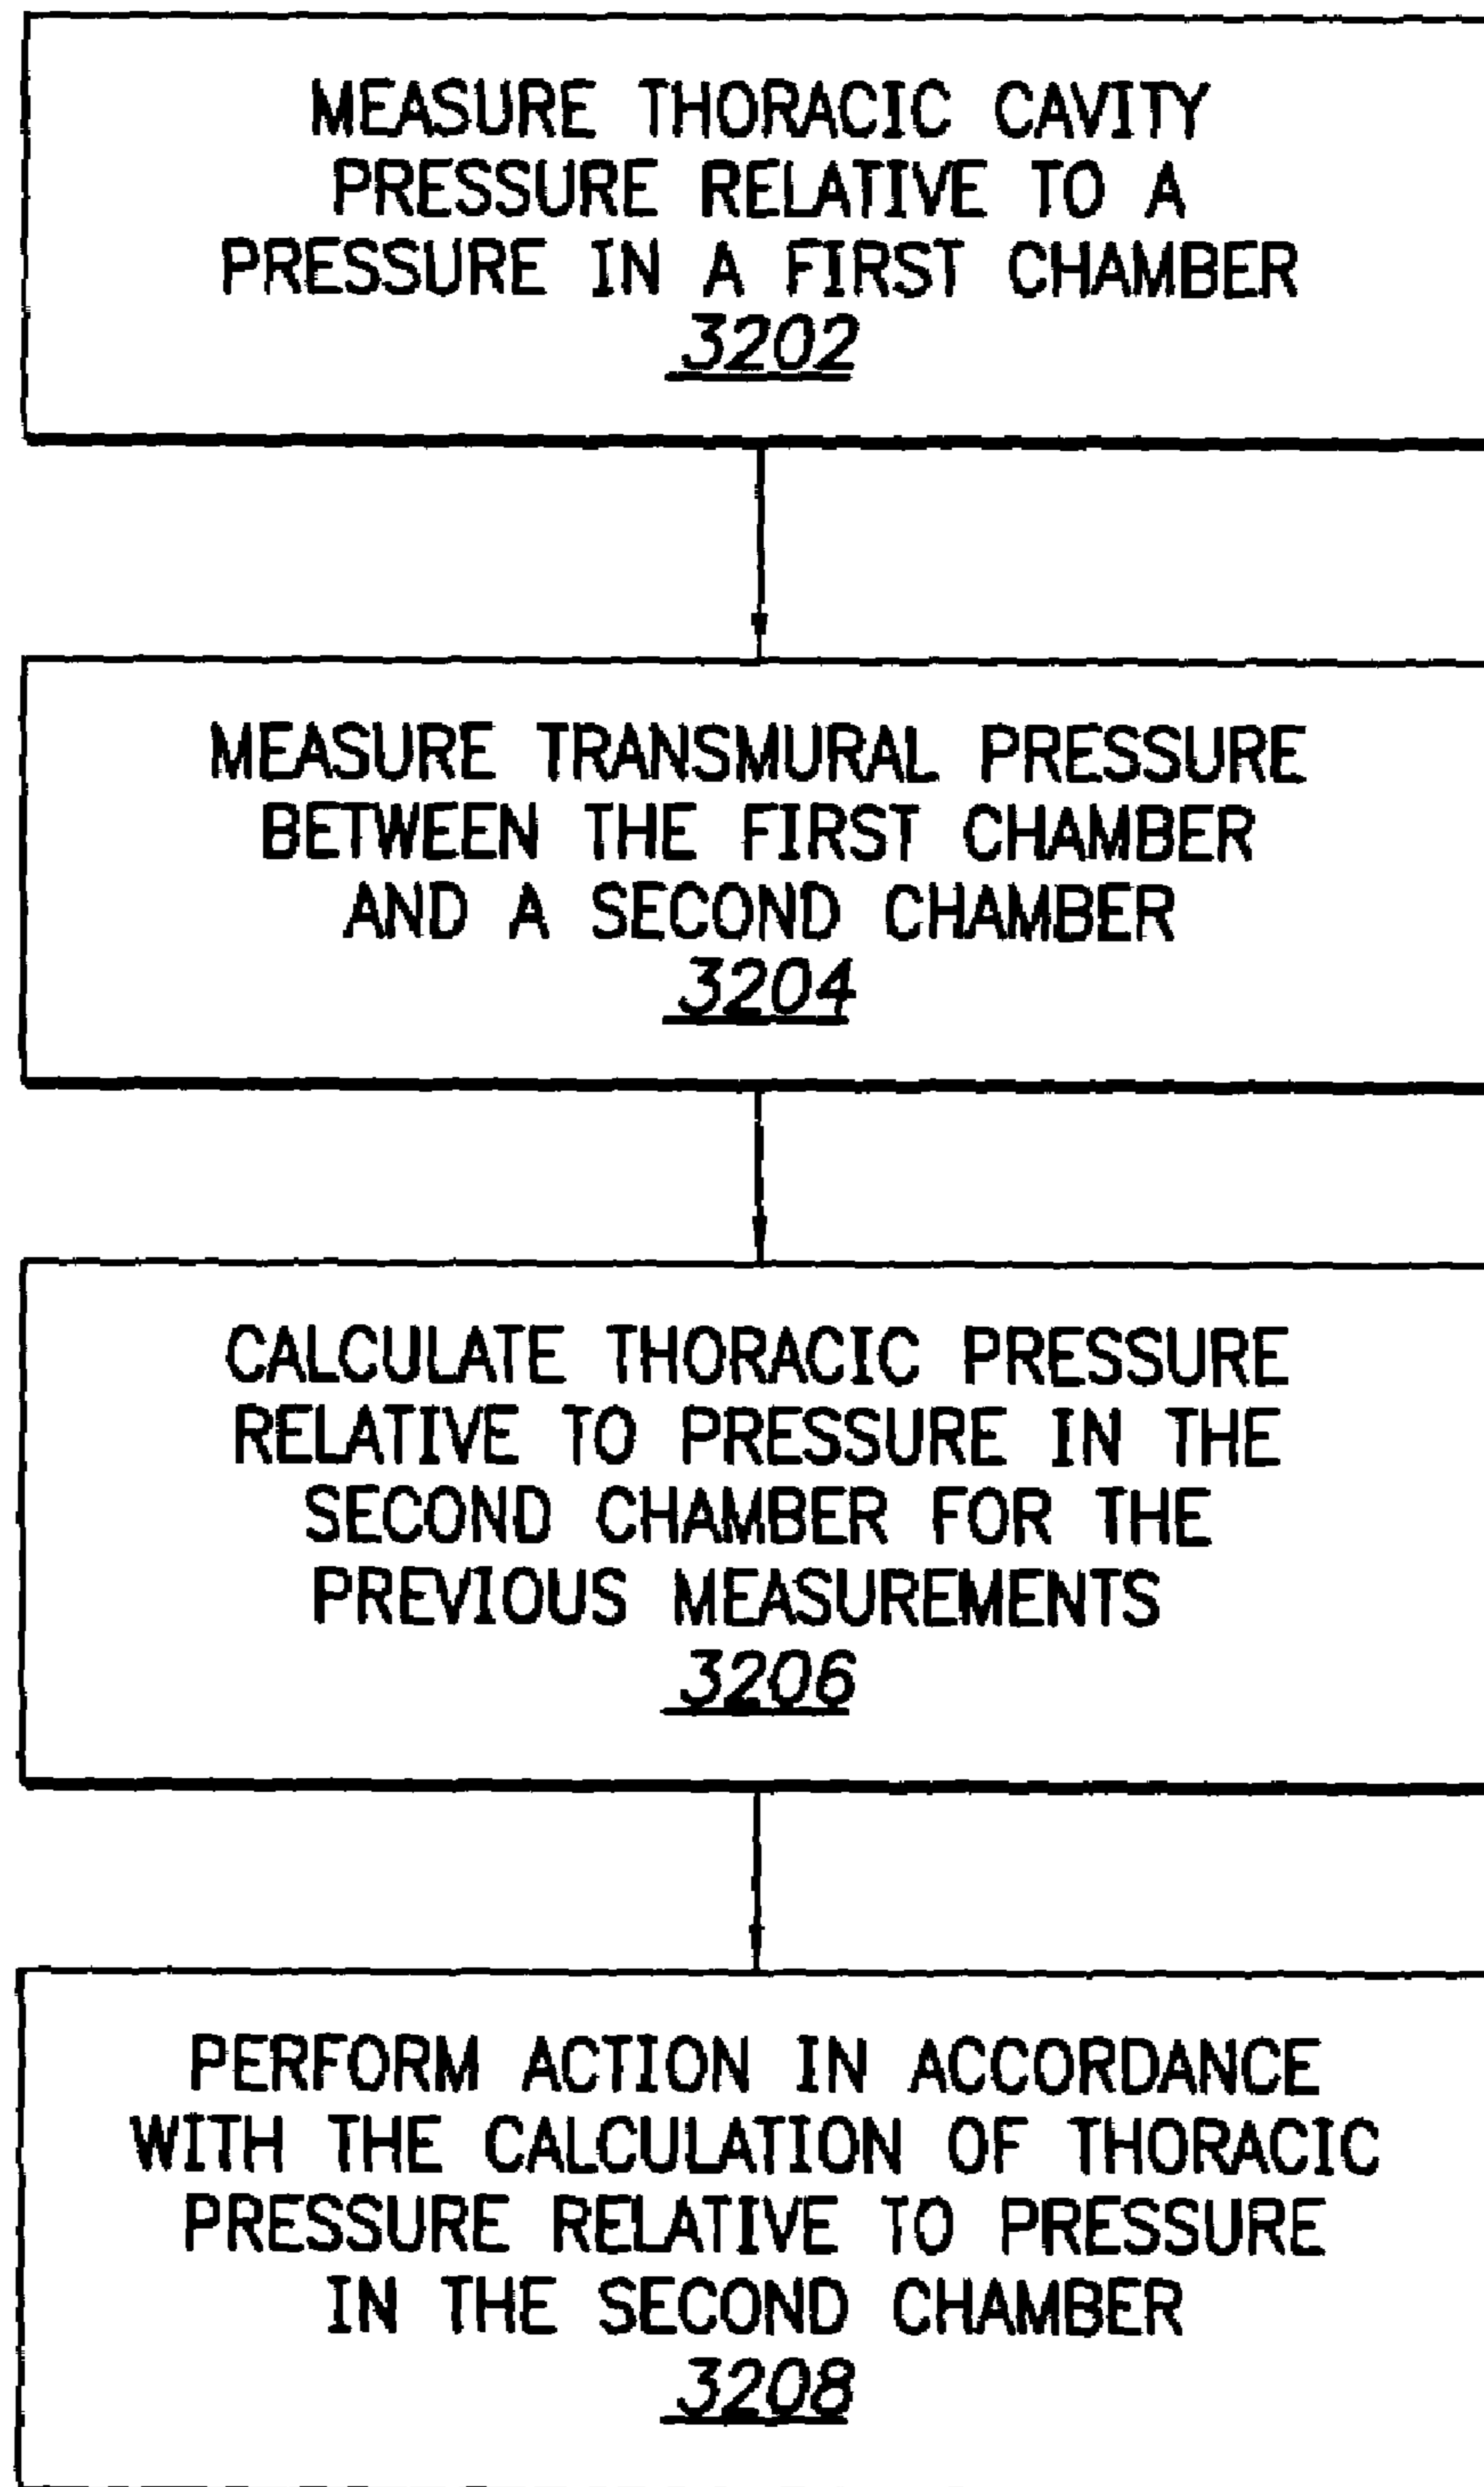 MEASURE THORACIC CAVITY
PRESSURE RELATIVE TO A
PRESSURE IN A FIRST CHAMBER
3202
MEASURE TRANSMURAL PRESSURE
BETWEEN THE FIRST CHAMBER
AND A SECOND CHAMBER
3204
CALCULATE THORACIC PRESSURE
RELATIVE TO PRESSURE IN THE
SECOND CHAMBER FOR THE
PREVIOUS MEASUREMENTS
3206
PERFORM ACTION IN ACCORDANCE
WITH THE CALCULATION OF THORACIC
PRESSURE RELATIVE TO PRESSURE
IN THE SECOND CHAMBER
3208